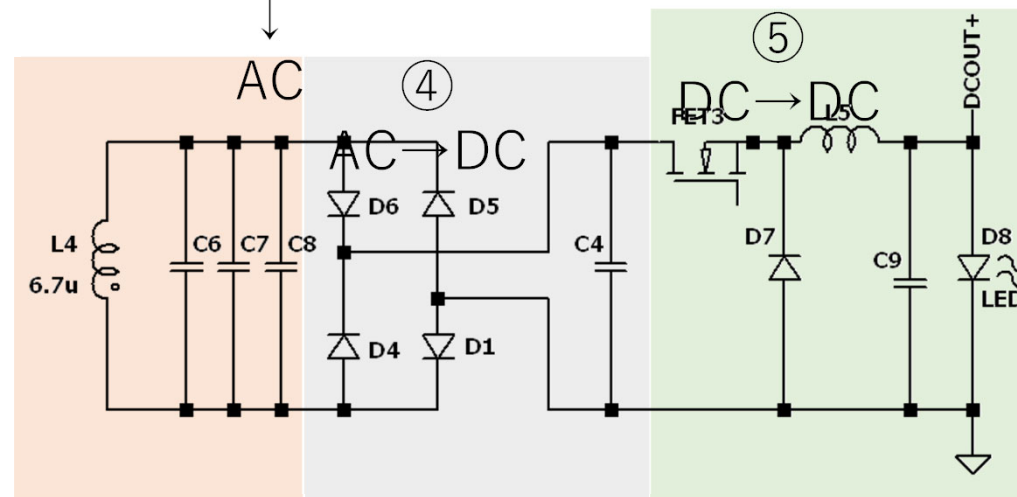 AC
④
⑤
AC→DC
DC→DC
DCOUT+
FET3
L5
L4
6.7u
C6
C7
C8
D6
D5
D4
D1
C4
D7
C9
D8
LED